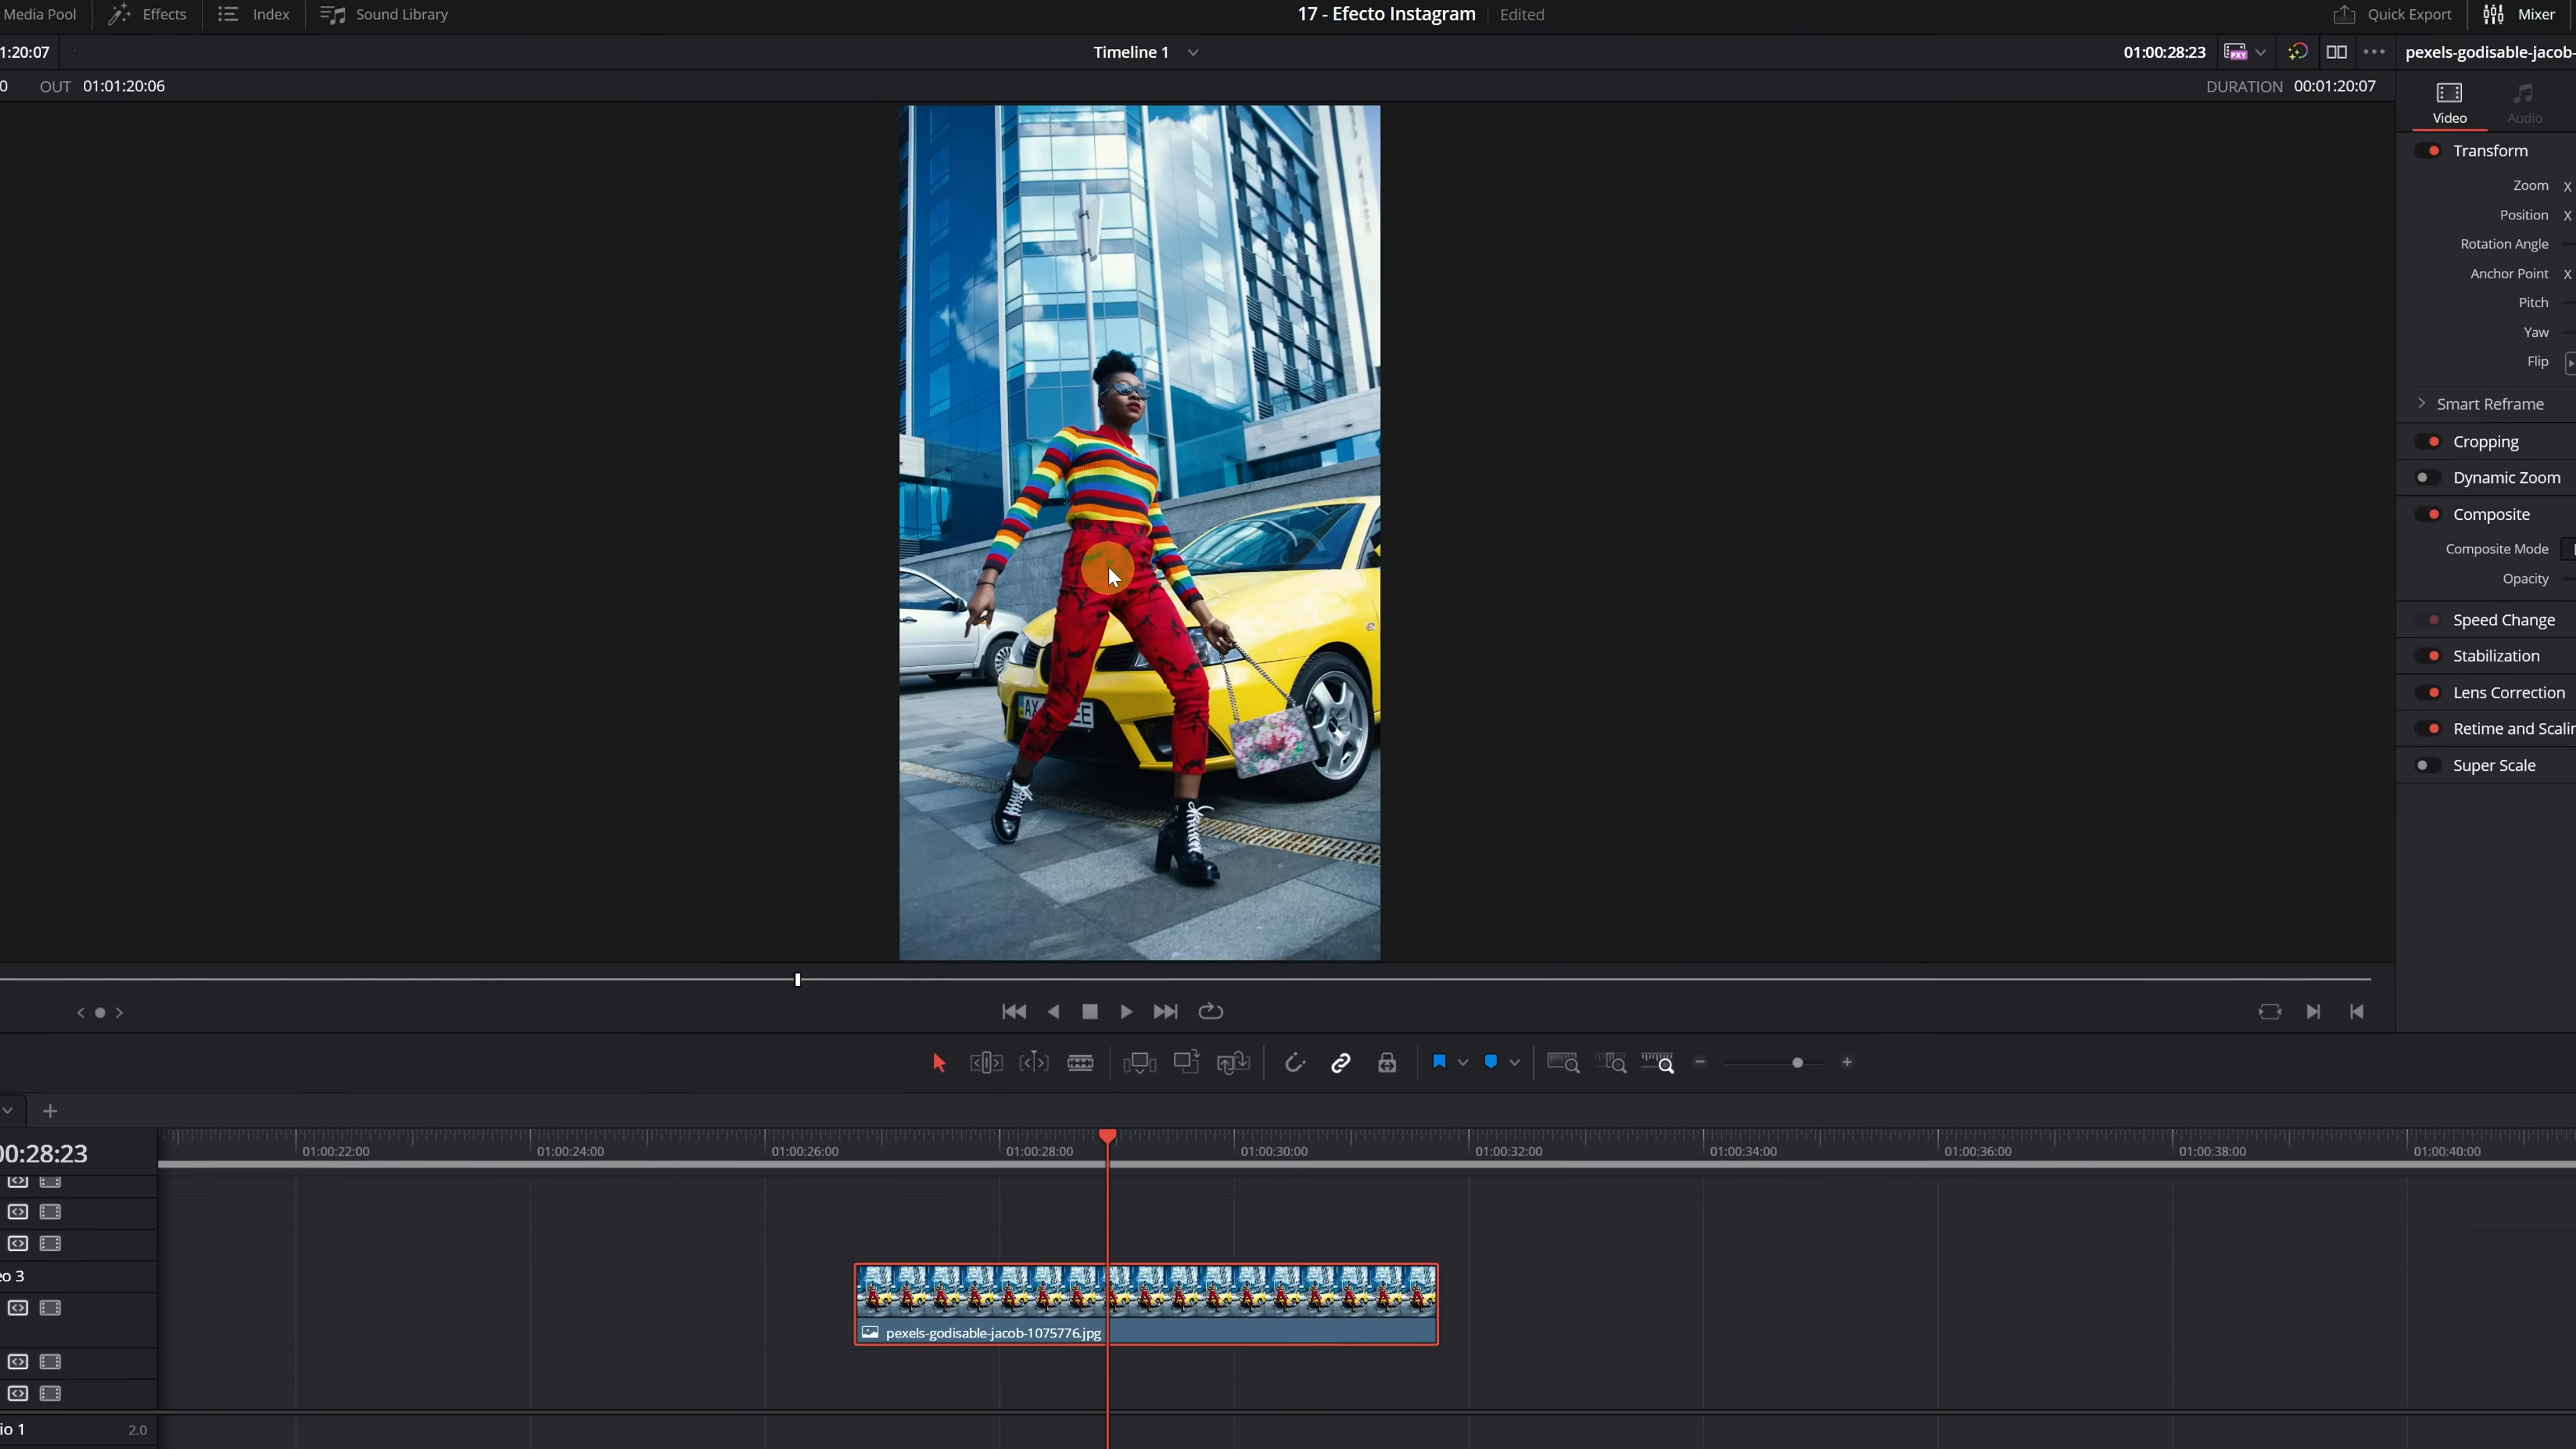 Media Pool Effects Index Sound Library 17 - Efecto Instagram Edited Quick Export Mixer
1:20:07 Timeline 1 01:00:28:23 PXY pexels-godisable-jacob-
0 OUT 01:01:20:06 DURATION 00:01:20:07
Video Audio
Transform
Zoom X
Position X
Rotation Angle
Anchor Point X
Pitch
Yaw
Flip
Smart Reframe
Cropping
Dynamic Zoom
Composite
Composite Mode
Opacity
Speed Change
Stabilization
Lens Correction
Retime and Scalin
Super Scale
00:28:23
01:00:22:00 01:00:24:00 01:00:26:00 01:00:28:00 01:00:30:00 01:00:32:00 01:00:34:00 01:00:36:00 01:00:38:00 01:00:40:00
eo 3
pexels-godisable-jacob-1075776.jpg
io 1 2.0